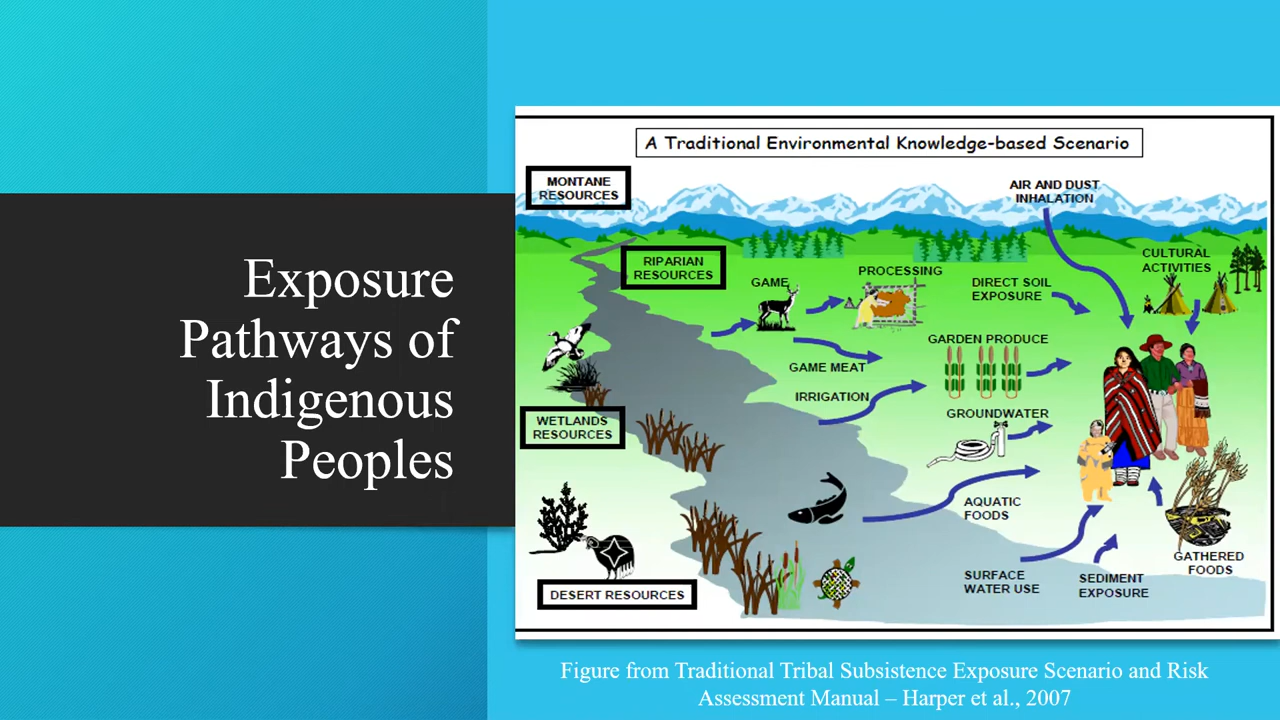 Exposure
Pathways of
Indigenous
Peoples
A Traditional Environmental Knowledge-based Scenario
MONTANE
RESOURCES
AIR AND DUST
INHALATION
RIPARIAN
RESOURCES
GAME
PROCESSING
DIRECT SOIL
EXPOSURE
CULTURAL
ACTIVITIES
GARDEN PRODUCE
GAME MEAT
IRRIGATION
GROUNDWATER
WETLANDS
RESOURCES
AQUATIC
FOODS
GATHERED
FOODS
SURFACE
WATER USE
SEDIMENT
EXPOSURE
DESERT RESOURCES
Figure from Traditional Tribal Subsistence Exposure Scenario and Risk
Assessment Manual – Harper et al., 2007